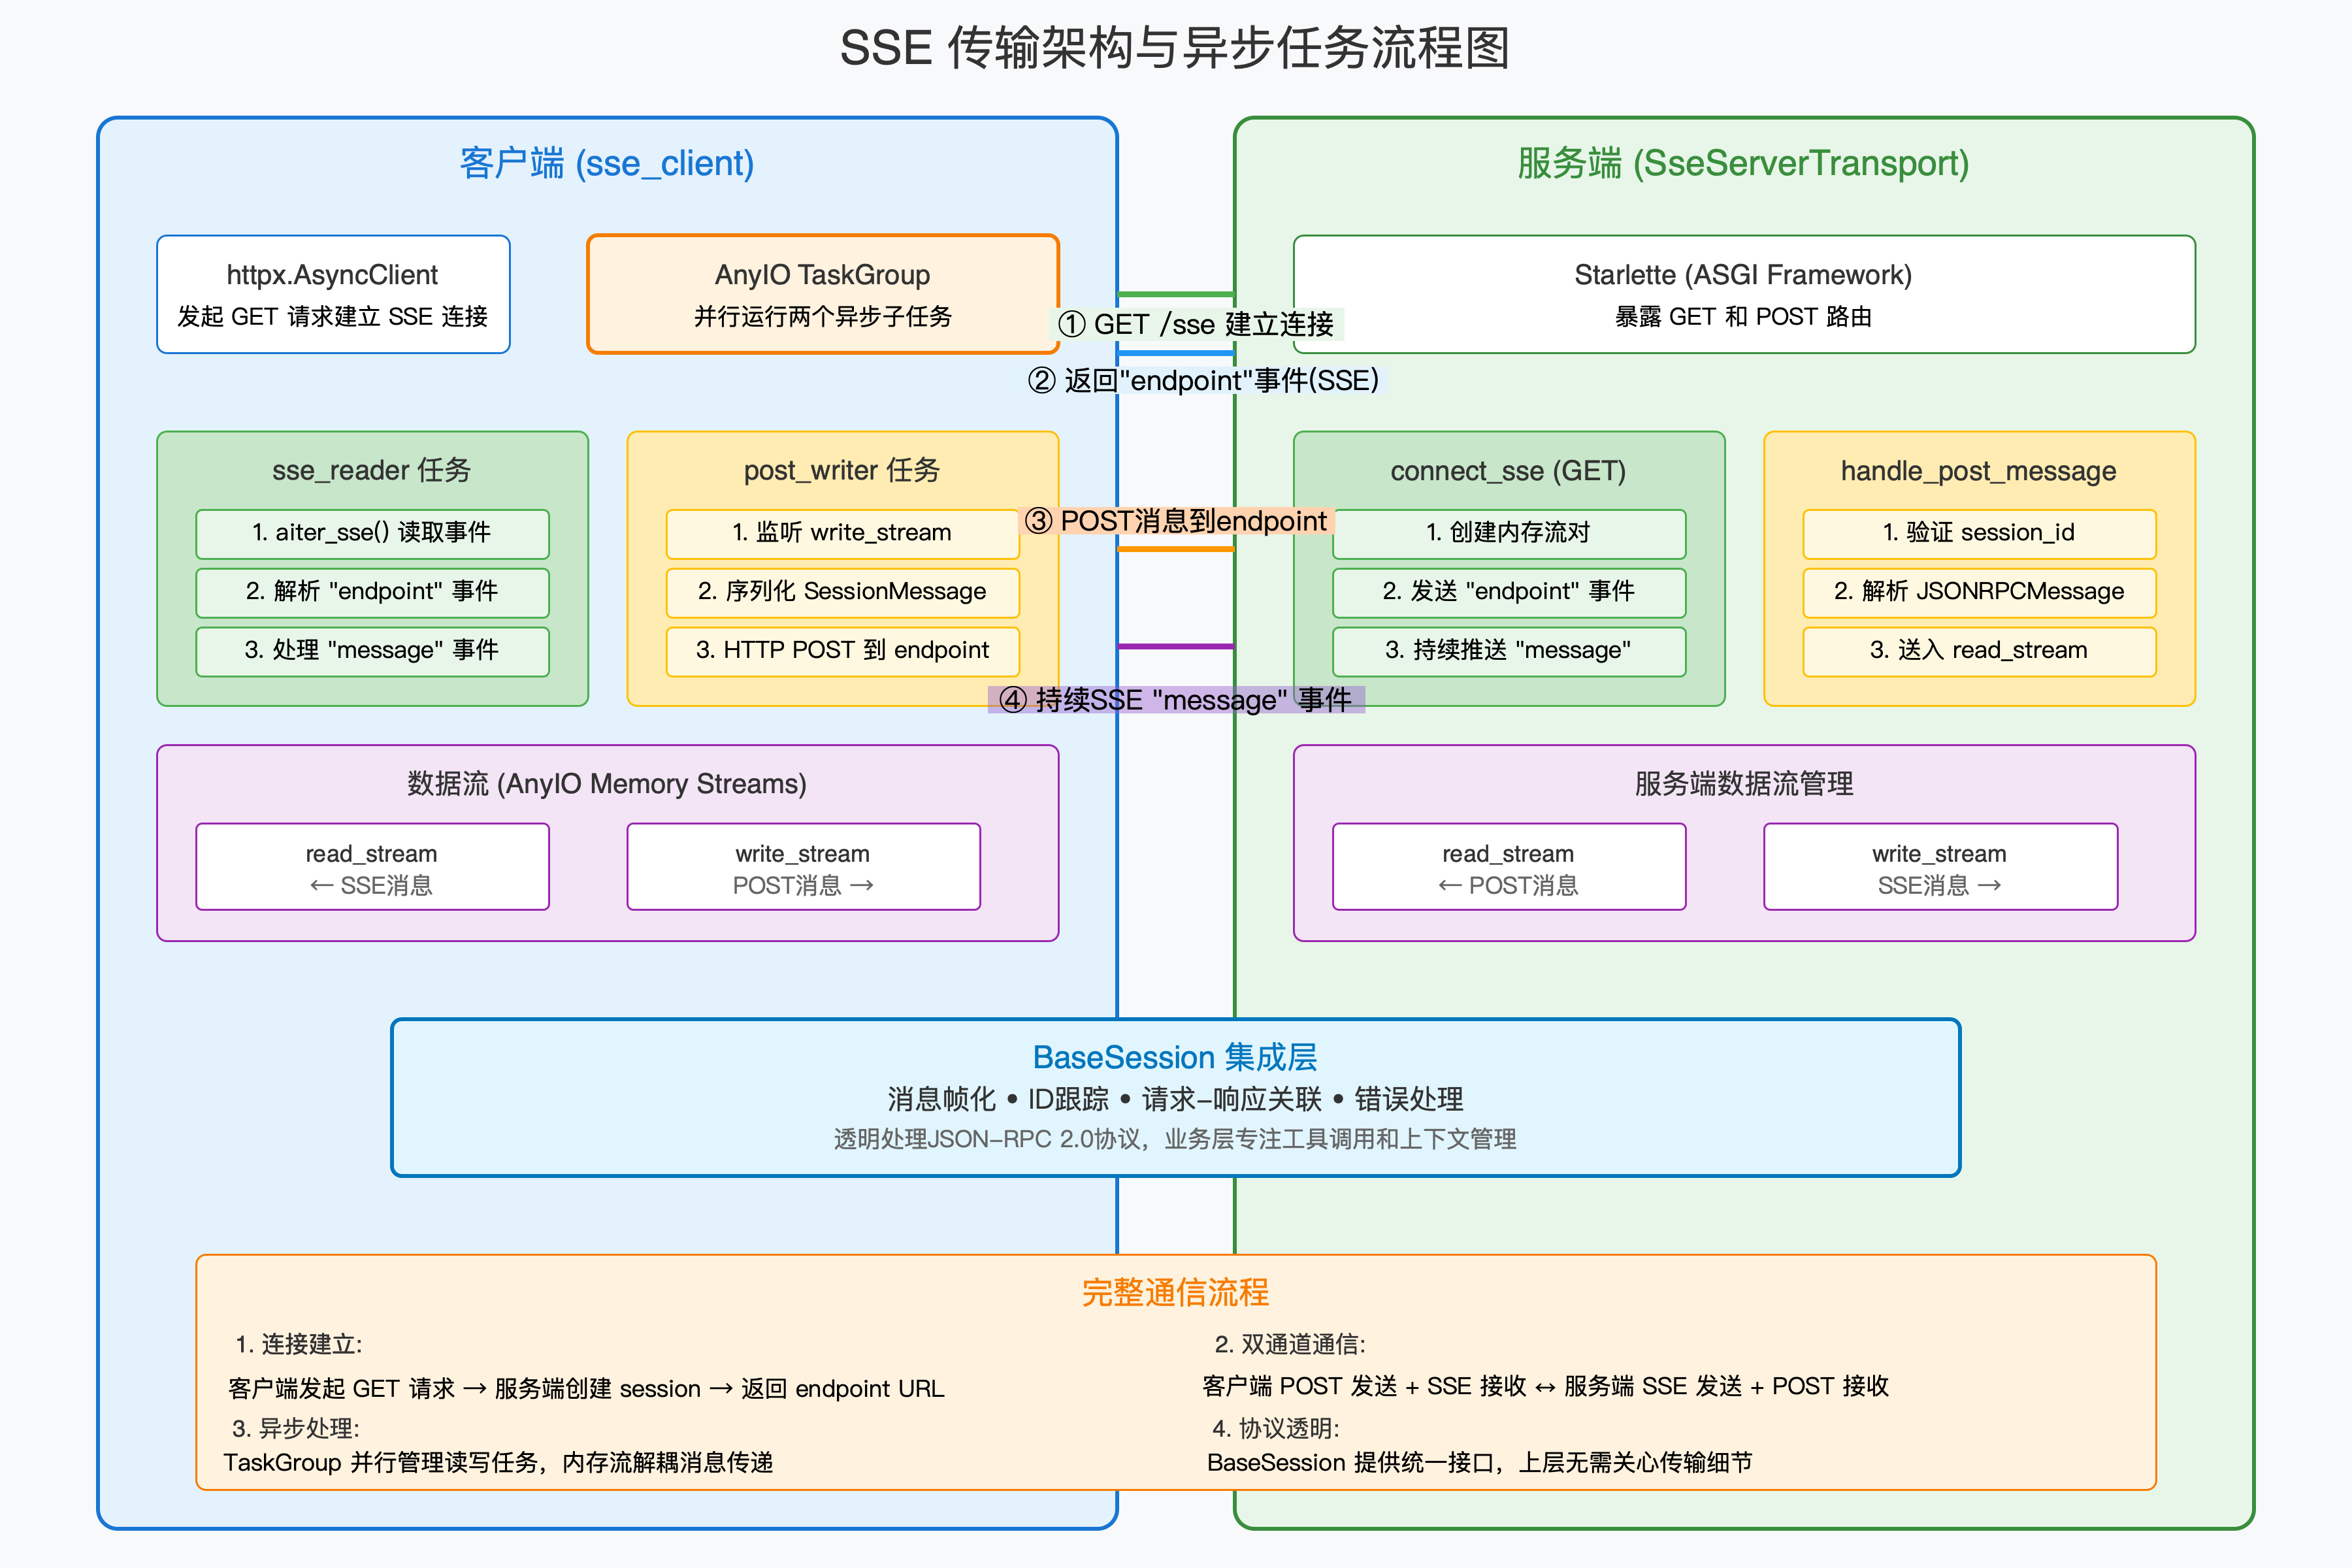 SSE 传输架构与异步任务流程图
客户端 (sse_client)
httpx.AsyncClient
发起 GET 请求建立 SSE 连接
AnyIO TaskGroup
并行运行两个异步子任务
服务端 (SseServerTransport)
Starlette (ASGI Framework)
暴露 GET 和 POST 路由
① GET /sse 建立连接
② 返回"endpoint"事件(SSE)
sse_reader 任务
1. aiter_sse() 读取事件
2. 解析 "endpoint" 事件
3. 处理 "message" 事件
post_writer 任务
1. 监听 write_stream
2. 序列化 SessionMessage
3. HTTP POST 到 endpoint
③ POST消息到endpoint
④ 持续SSE "message" 事件
connect_sse (GET)
1. 创建内存流对
2. 发送 "endpoint" 事件
3. 持续推送 "message"
handle_post_message
1. 验证 session_id
2. 解析 JSONRPCMessage
3. 送入 read_stream
数据流 (AnyIO Memory Streams)
read_stream
← SSE消息
write_stream
POST消息 →
服务端数据流管理
read_stream
← POST消息
write_stream
SSE消息 →
BaseSession 集成层
消息帧化 • ID跟踪 • 请求-响应关联 • 错误处理
透明处理JSON-RPC 2.0协议，业务层专注工具调用和上下文管理
完整通信流程
1. 连接建立:
客户端发起 GET 请求 → 服务端创建 session → 返回 endpoint URL
2. 双通道通信:
客户端 POST 发送 + SSE 接收 ↔ 服务端 SSE 发送 + POST 接收
3. 异步处理:
TaskGroup 并行管理读写任务，内存流解耦消息传递
4. 协议透明:
BaseSession 提供统一接口，上层无需关心传输细节